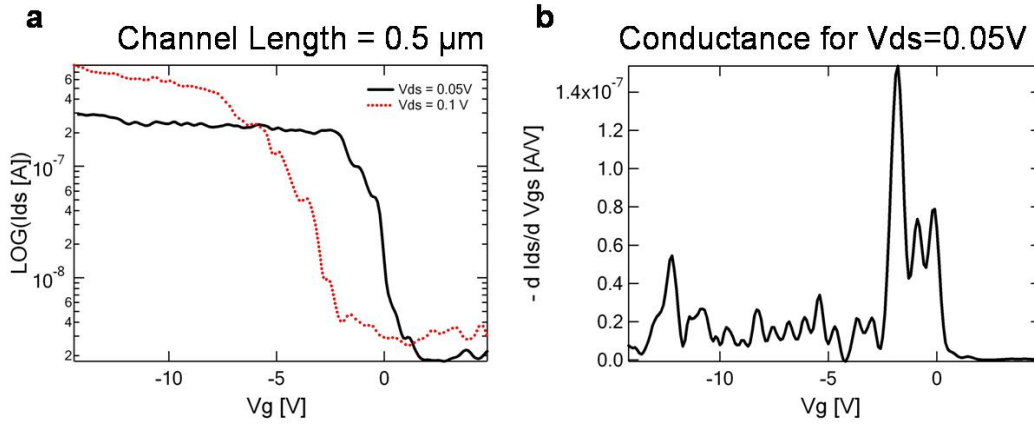 a
Channel Length = 0.5 μm
6
4
2
10⁻⁷
6
4
2
10⁻⁸
6
4
2
LOG(Ids [A])
Vds = 0.05V
Vds = 0.1 V
-10
-5
0
Vg [V]
b
Conductance for Vds=0.05V
1.4x10⁻⁷
1.2
1.0
0.8
0.6
0.4
0.2
0.0
- d Ids/d Vgs [A/V]
-10
-5
0
Vg [V]